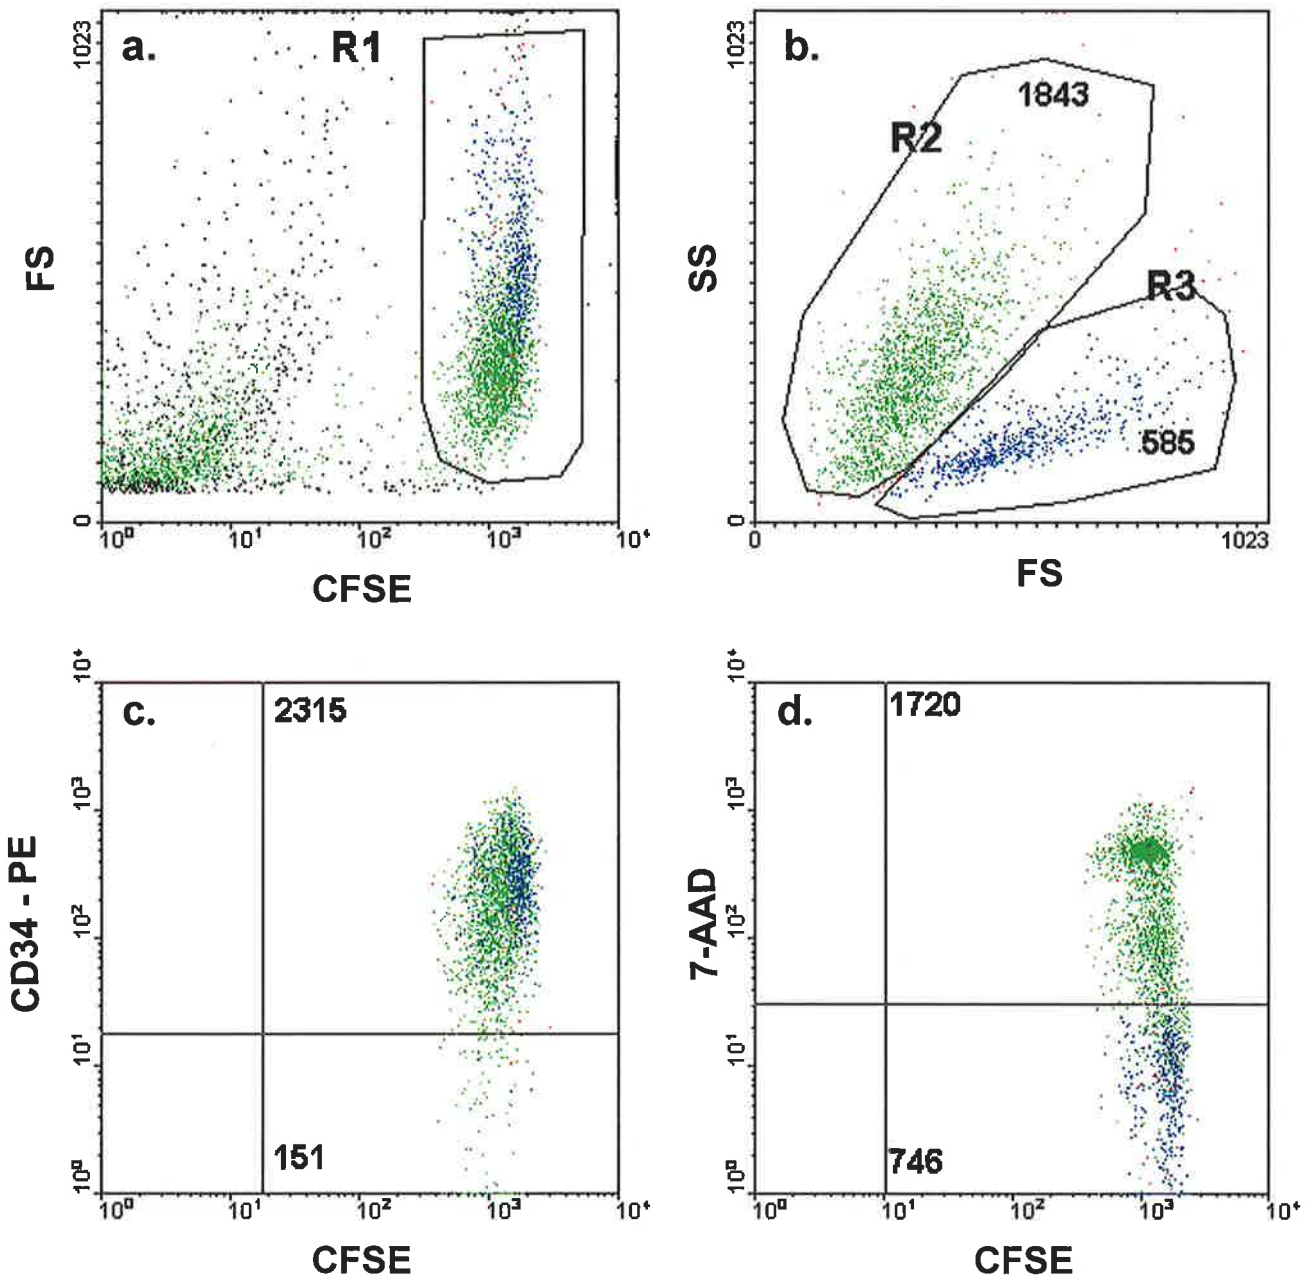 a.
R1
1023
FS
0
10⁰ 10¹ 10² 10³ 10⁴
CFSE
b.
1843
R2
R3
585
1023
SS
0
0 1023
FS
c.
2315
10⁴
10³
10²
10¹
10⁰
CD34 - PE
151
10⁰ 10¹ 10² 10³ 10⁴
CFSE
d.
1720
10⁴
10³
10²
10¹
10⁰
7-AAD
746
10⁰ 10¹ 10² 10³ 10⁴
CFSE